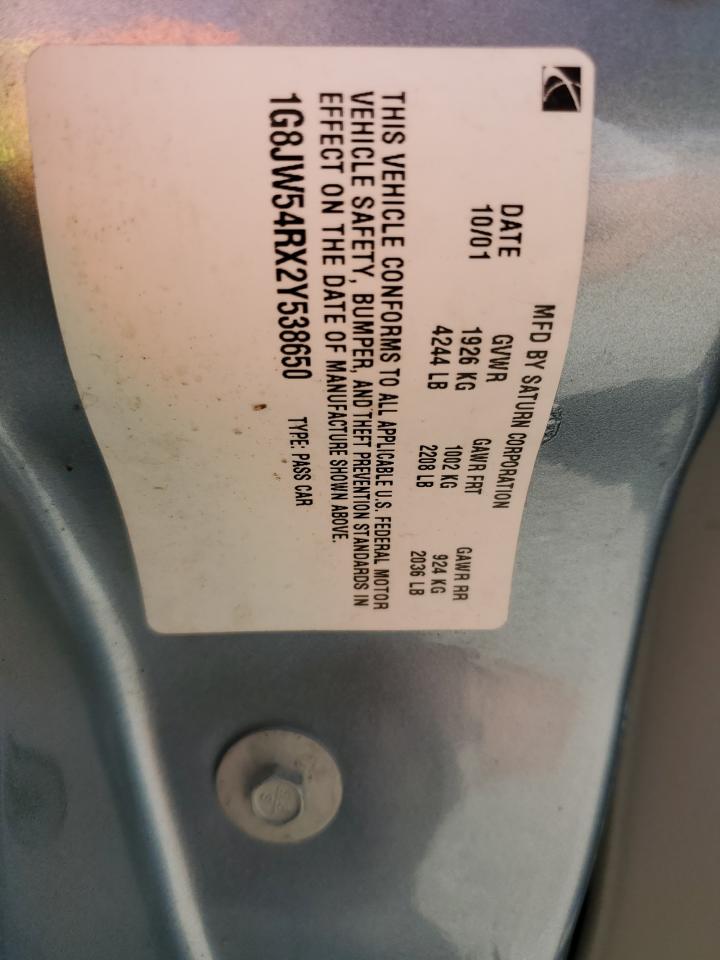 MFD BY SATURN CORPORATION
DATE GVWR GAWR FRT GAWR RR
10/01 1926 KG 1002 KG 924 KG
4244 LB 2208 LB 2036 LB
THIS VEHICLE CONFORMS TO ALL APPLICABLE U.S. FEDERAL MOTOR
VEHICLE SAFETY, BUMPER, AND THEFT PREVENTION STANDARDS IN
EFFECT ON THE DATE OF MANUFACTURE SHOWN ABOVE.
1G8JW54RX2Y538650 TYPE: PASS CAR